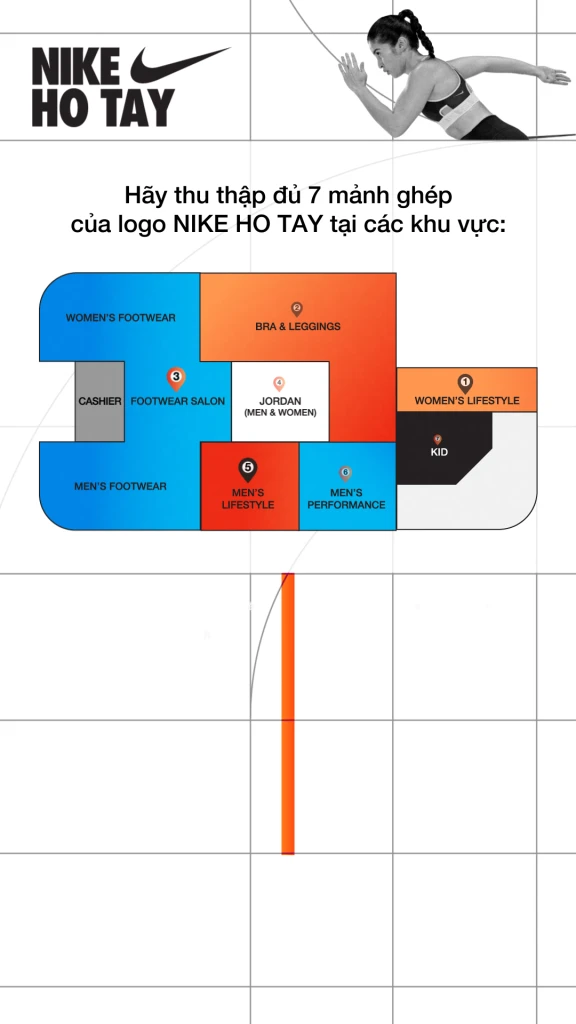 NIKE
HO TAY
Hãy thu thập đủ 7 mảnh ghép
của logo NIKE HO TAY tại các khu vực:
WOMEN'S FOOTWEAR
2
BRA & LEGGINGS
1
WOMEN'S LIFESTYLE
CASHIER
3
FOOTWEAR SALON
4
JORDAN
(MEN & WOMEN)
KID
MEN'S FOOTWEAR
5
MEN'S
LIFESTYLE
6
MEN'S
PERFORMANCE